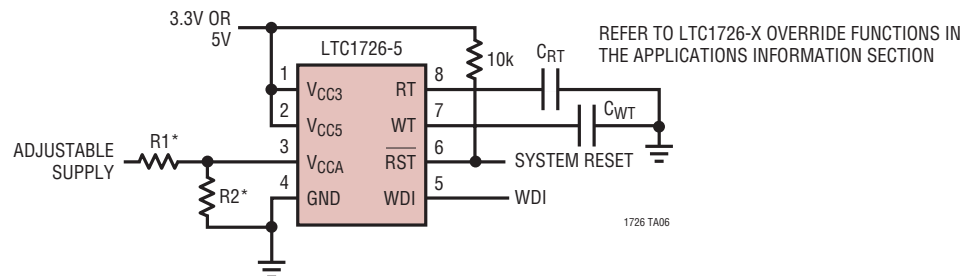 3.3V OR
5V
REFER TO LTC1726-X OVERRIDE FUNCTIONS IN
THE APPLICATIONS INFORMATION SECTION
LTC1726-5
10k
CRT
CWT
1
VCC3
RT
8
2
VCC5
WT
7
ADJUSTABLE
SUPPLY
R1*
R2*
3
VCCA
RST
6
SYSTEM RESET
4
GND
WDI
5
WDI
1726 TA06